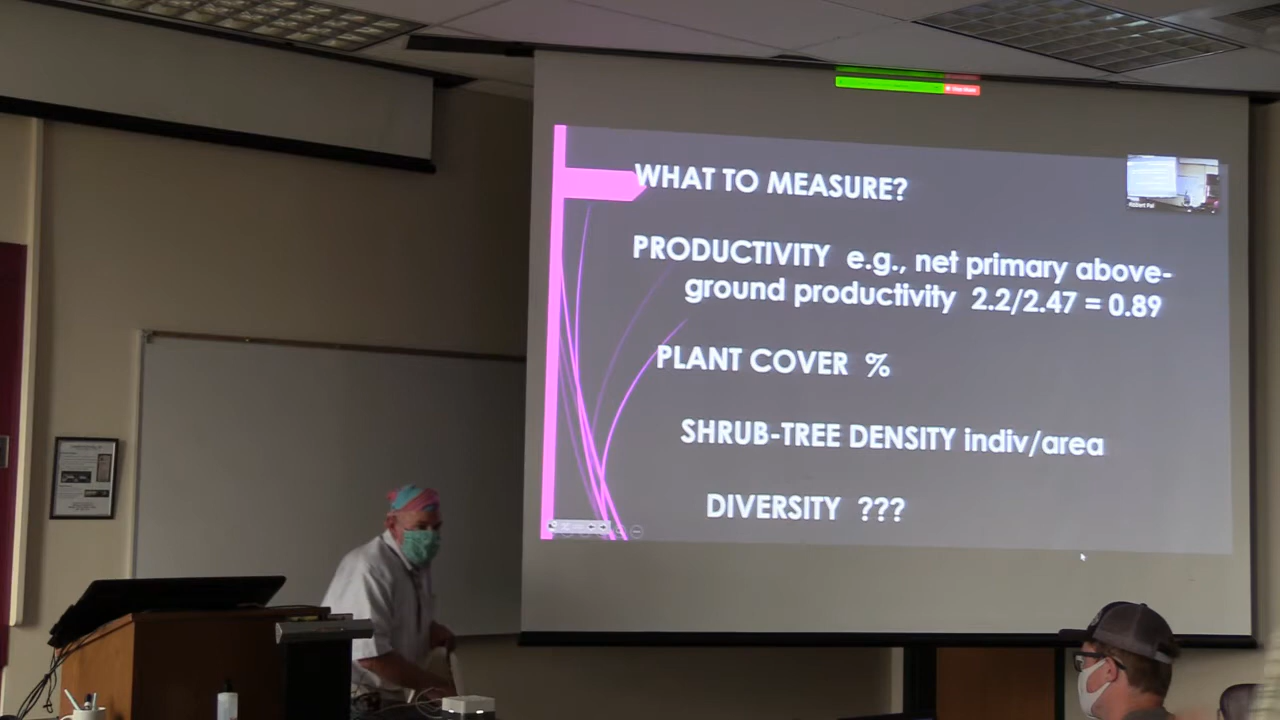 WHAT TO MEASURE?
PRODUCTIVITY e.g., net primary above-
ground productivity 2.2/2.47 = 0.89
PLANT COVER %
SHRUB-TREE DENSITY indiv/area
DIVERSITY ???